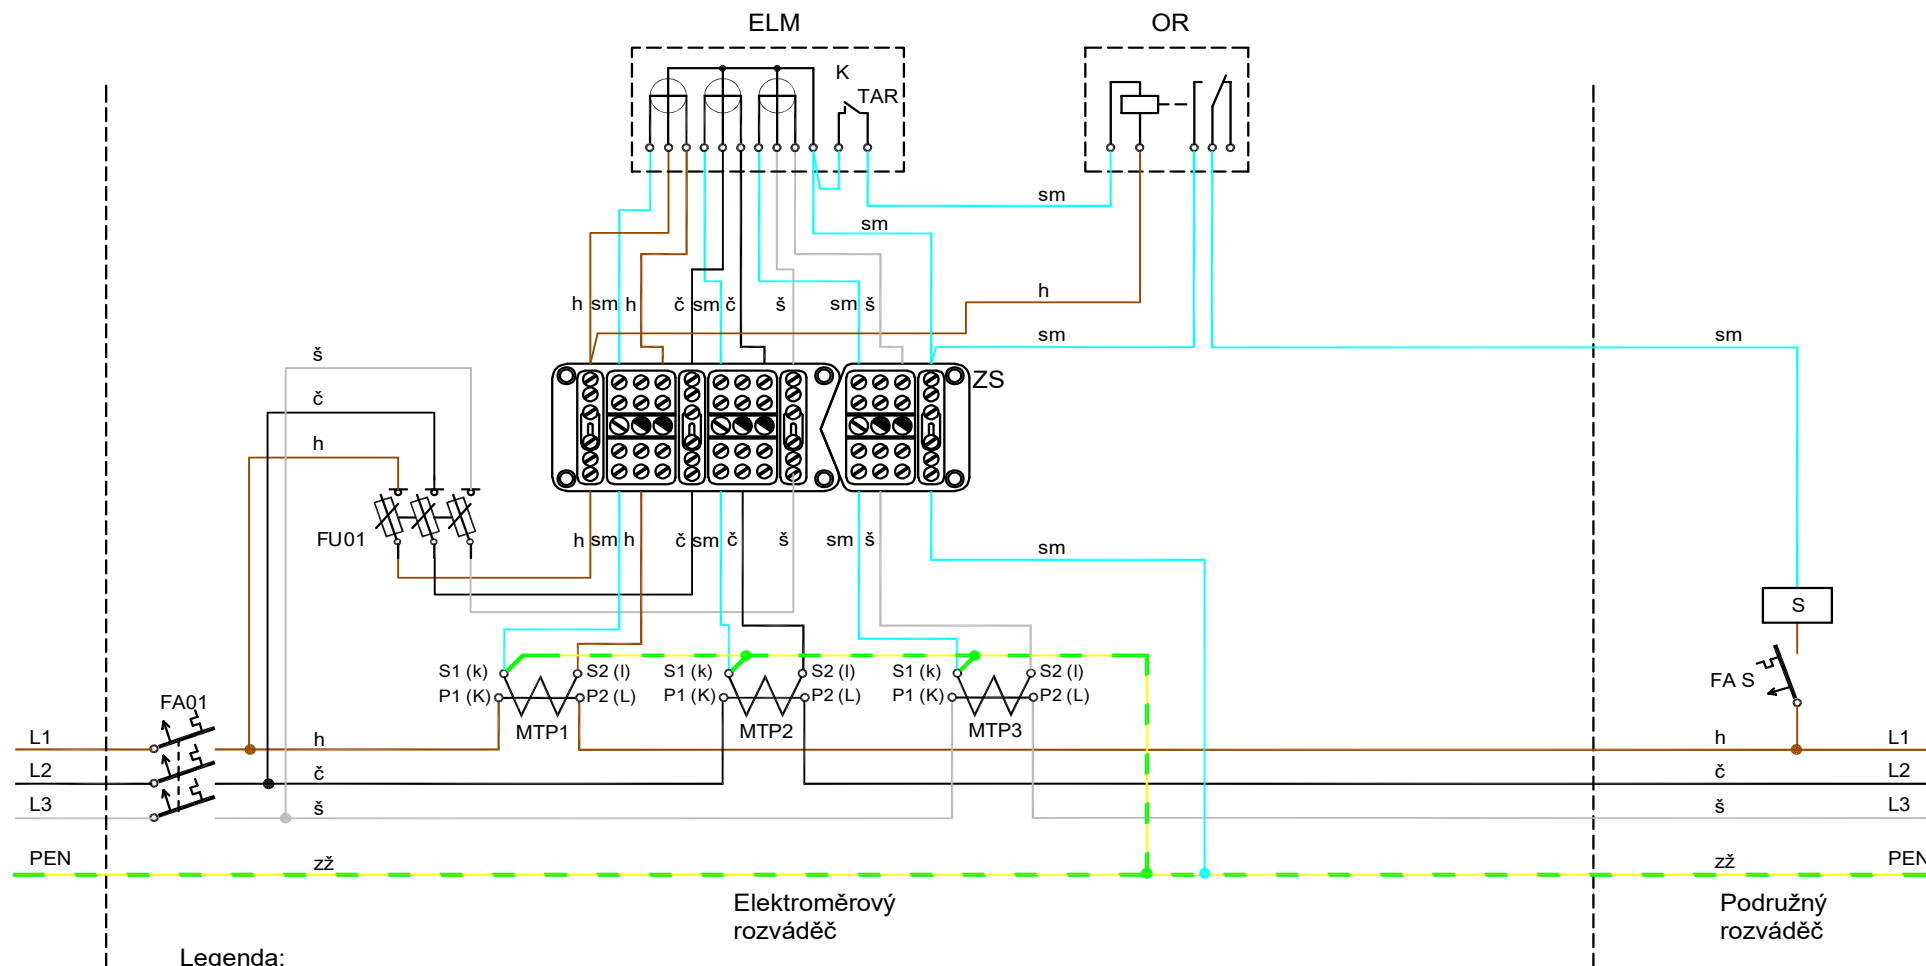 ELM
OR
K
TAR
sm
sm
h
sm
sm
h sm h č sm č š sm š
ZS
š
č
h
FU01
h sm h č sm č š sm š
sm
S
S1 (k) S2 (l) S1 (k) S2 (l) S1 (k) S2 (l)
P1 (K) P2 (L) P1 (K) P2 (L) P1 (K) P2 (L)
FA S
FA01
MTP1 MTP2 MTP3
L1 h h L1
L2 č č L2
L3 š š L3
PEN zž zž PEN
Elektroměrový
rozváděč
Podružný
rozváděč
Legenda: